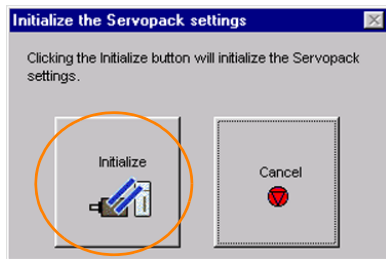 Initialize the Servopack settings
Clicking the Initialize button will initialize the Servopack
settings.
Initialize
Cancel